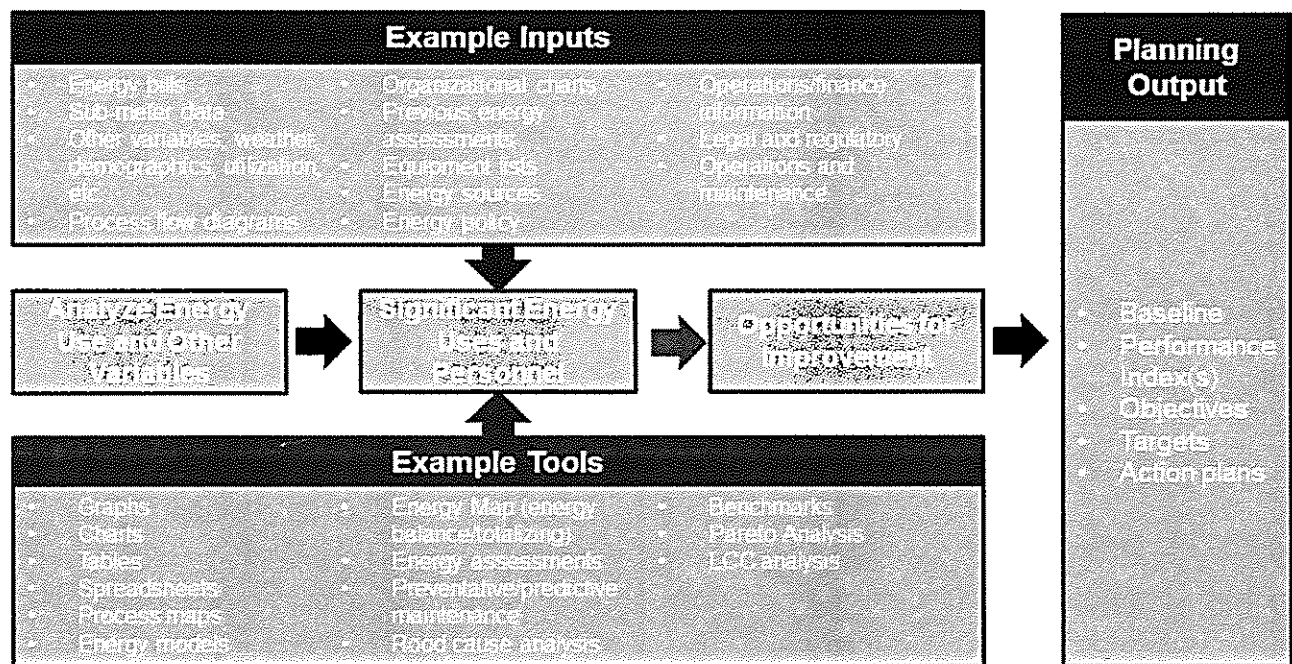 Example Inputs
• Energy bills
• Sub-meter data
• Other variables, weather,
demographics, utilization,
etc
• Process flow diagrams
• Organizational charts
• Previous energy
assessments
• Equipment lists
• Energy sources
• Energy policy
• Operations/finance
information
• Legal and regulatory
• Operations and
maintenance
Analyze Energy
Use and Other
Variables
Significant Energy
Uses and
Personnel
Opportunities for
Improvement
Example Tools
• Graphs
• Charts
• Tables
• Spreadsheets
• Process maps
• Energy models
• Energy Map (energy
balance/totalizing)
• Energy assessments
• Preventative/predictive
maintenance
• Rood cause analysis
• Benchmarks
• Pareto Analysis
• LCC analysis
Planning
Output
• Baseline
• Performance
Index(s)
• Objectives
• Targets
• Action plans